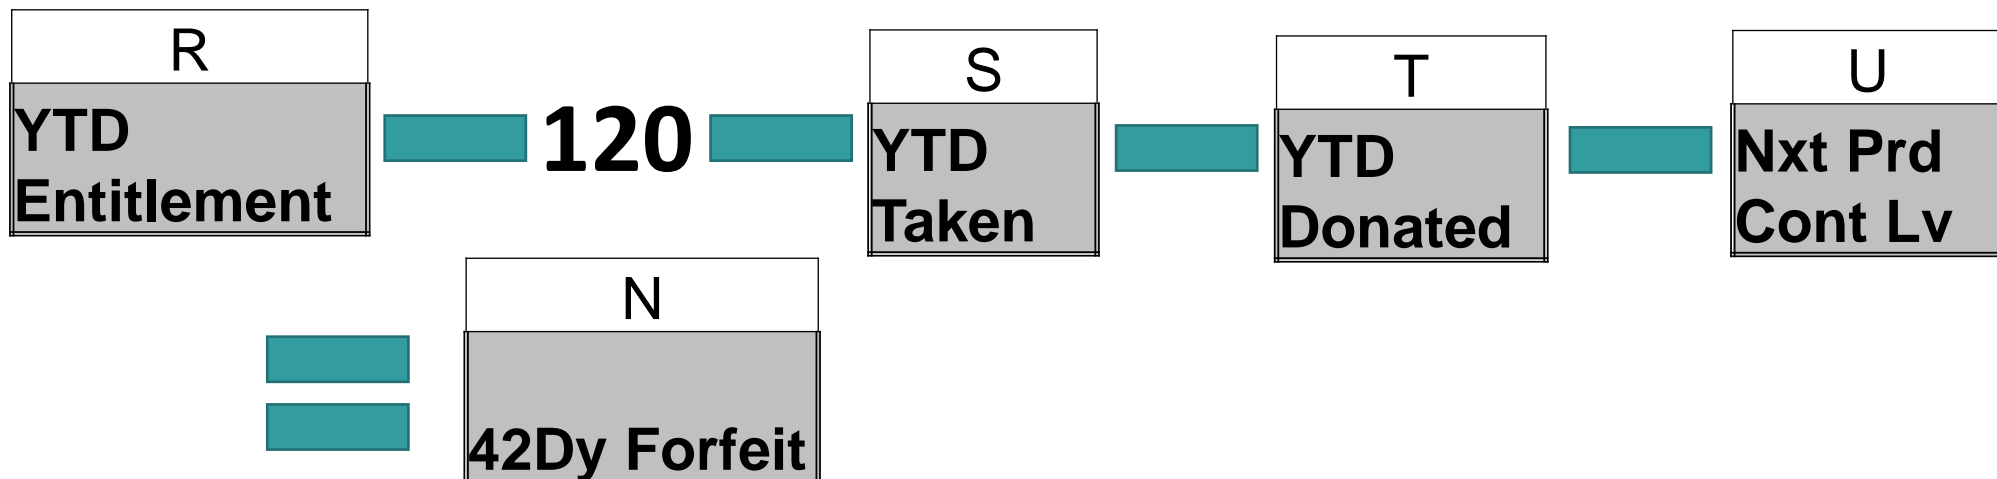 R
YTD
Entitlement
120
S
YTD
Taken
T
YTD
Donated
U
Nxt Prd
Cont Lv
N
42Dy Forfeit